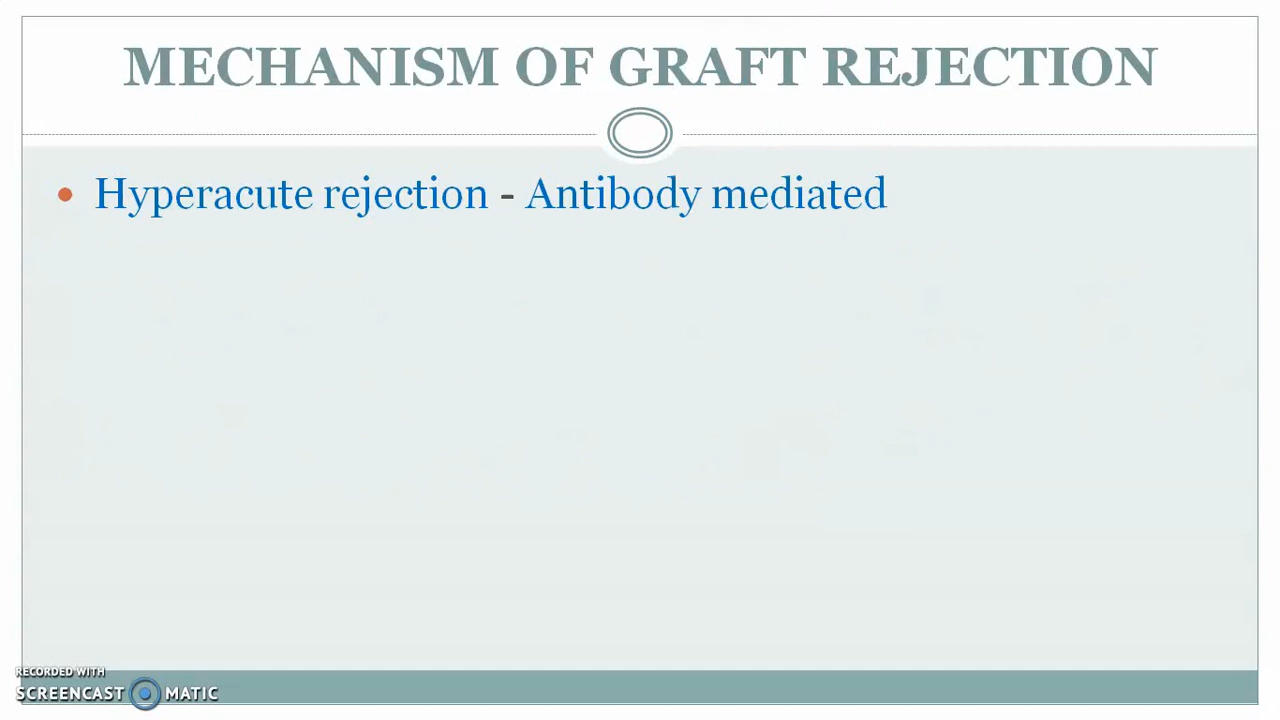 MECHANISM OF GRAFT REJECTION
Hyperacute rejection - Antibody mediated
RECORDED WITH
SCREENCAST MATIC